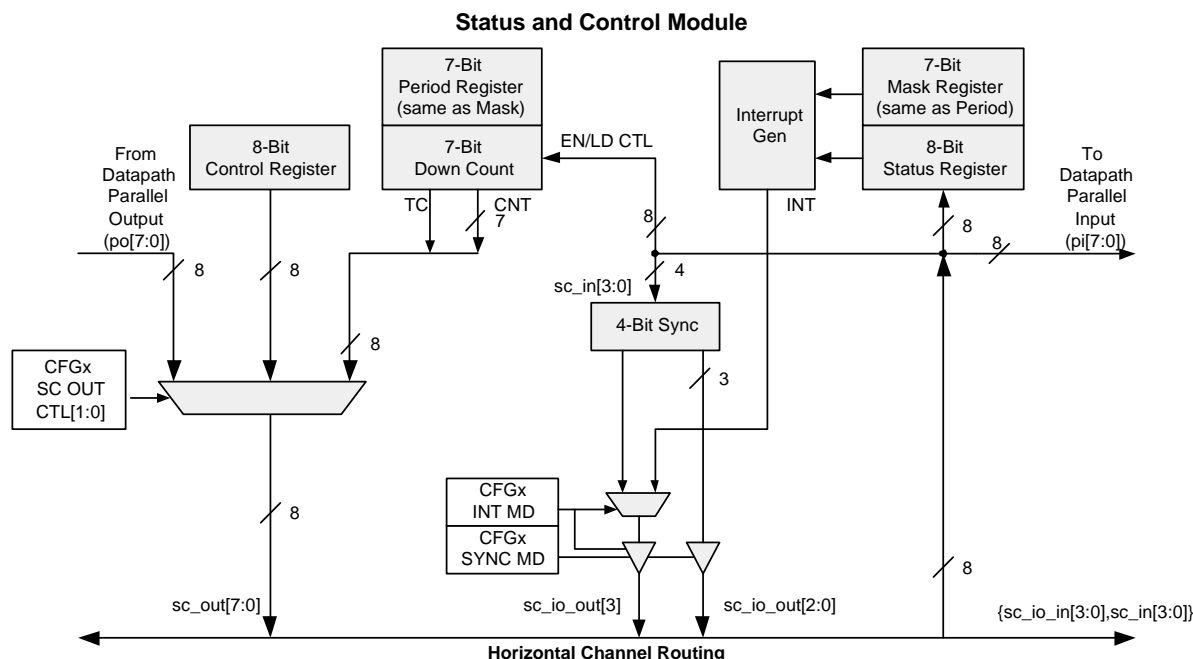 Status and Control Module
7-Bit
Period Register
(same as Mask)
7-Bit
Down Count
7-Bit
Mask Register
(same as Period)
8-Bit
Status Register
Interrupt
Gen
EN/LD CTL
8-Bit
Control Register
From
Datapath
Parallel
Output
(po[7:0])
To
Datapath
Parallel
Input
(pi[7:0])
TC
CNT
7
INT
8
8
8
8
8
4
sc_in[3:0]
4-Bit Sync
8
3
CFGx
SC OUT
CTL[1:0]
CFGx
INT MD
CFGx
SYNC MD
8
8
sc_out[7:0]
sc_io_out[3]
sc_io_out[2:0]
{sc_io_in[3:0],sc_in[3:0]}
Horizontal Channel Routing